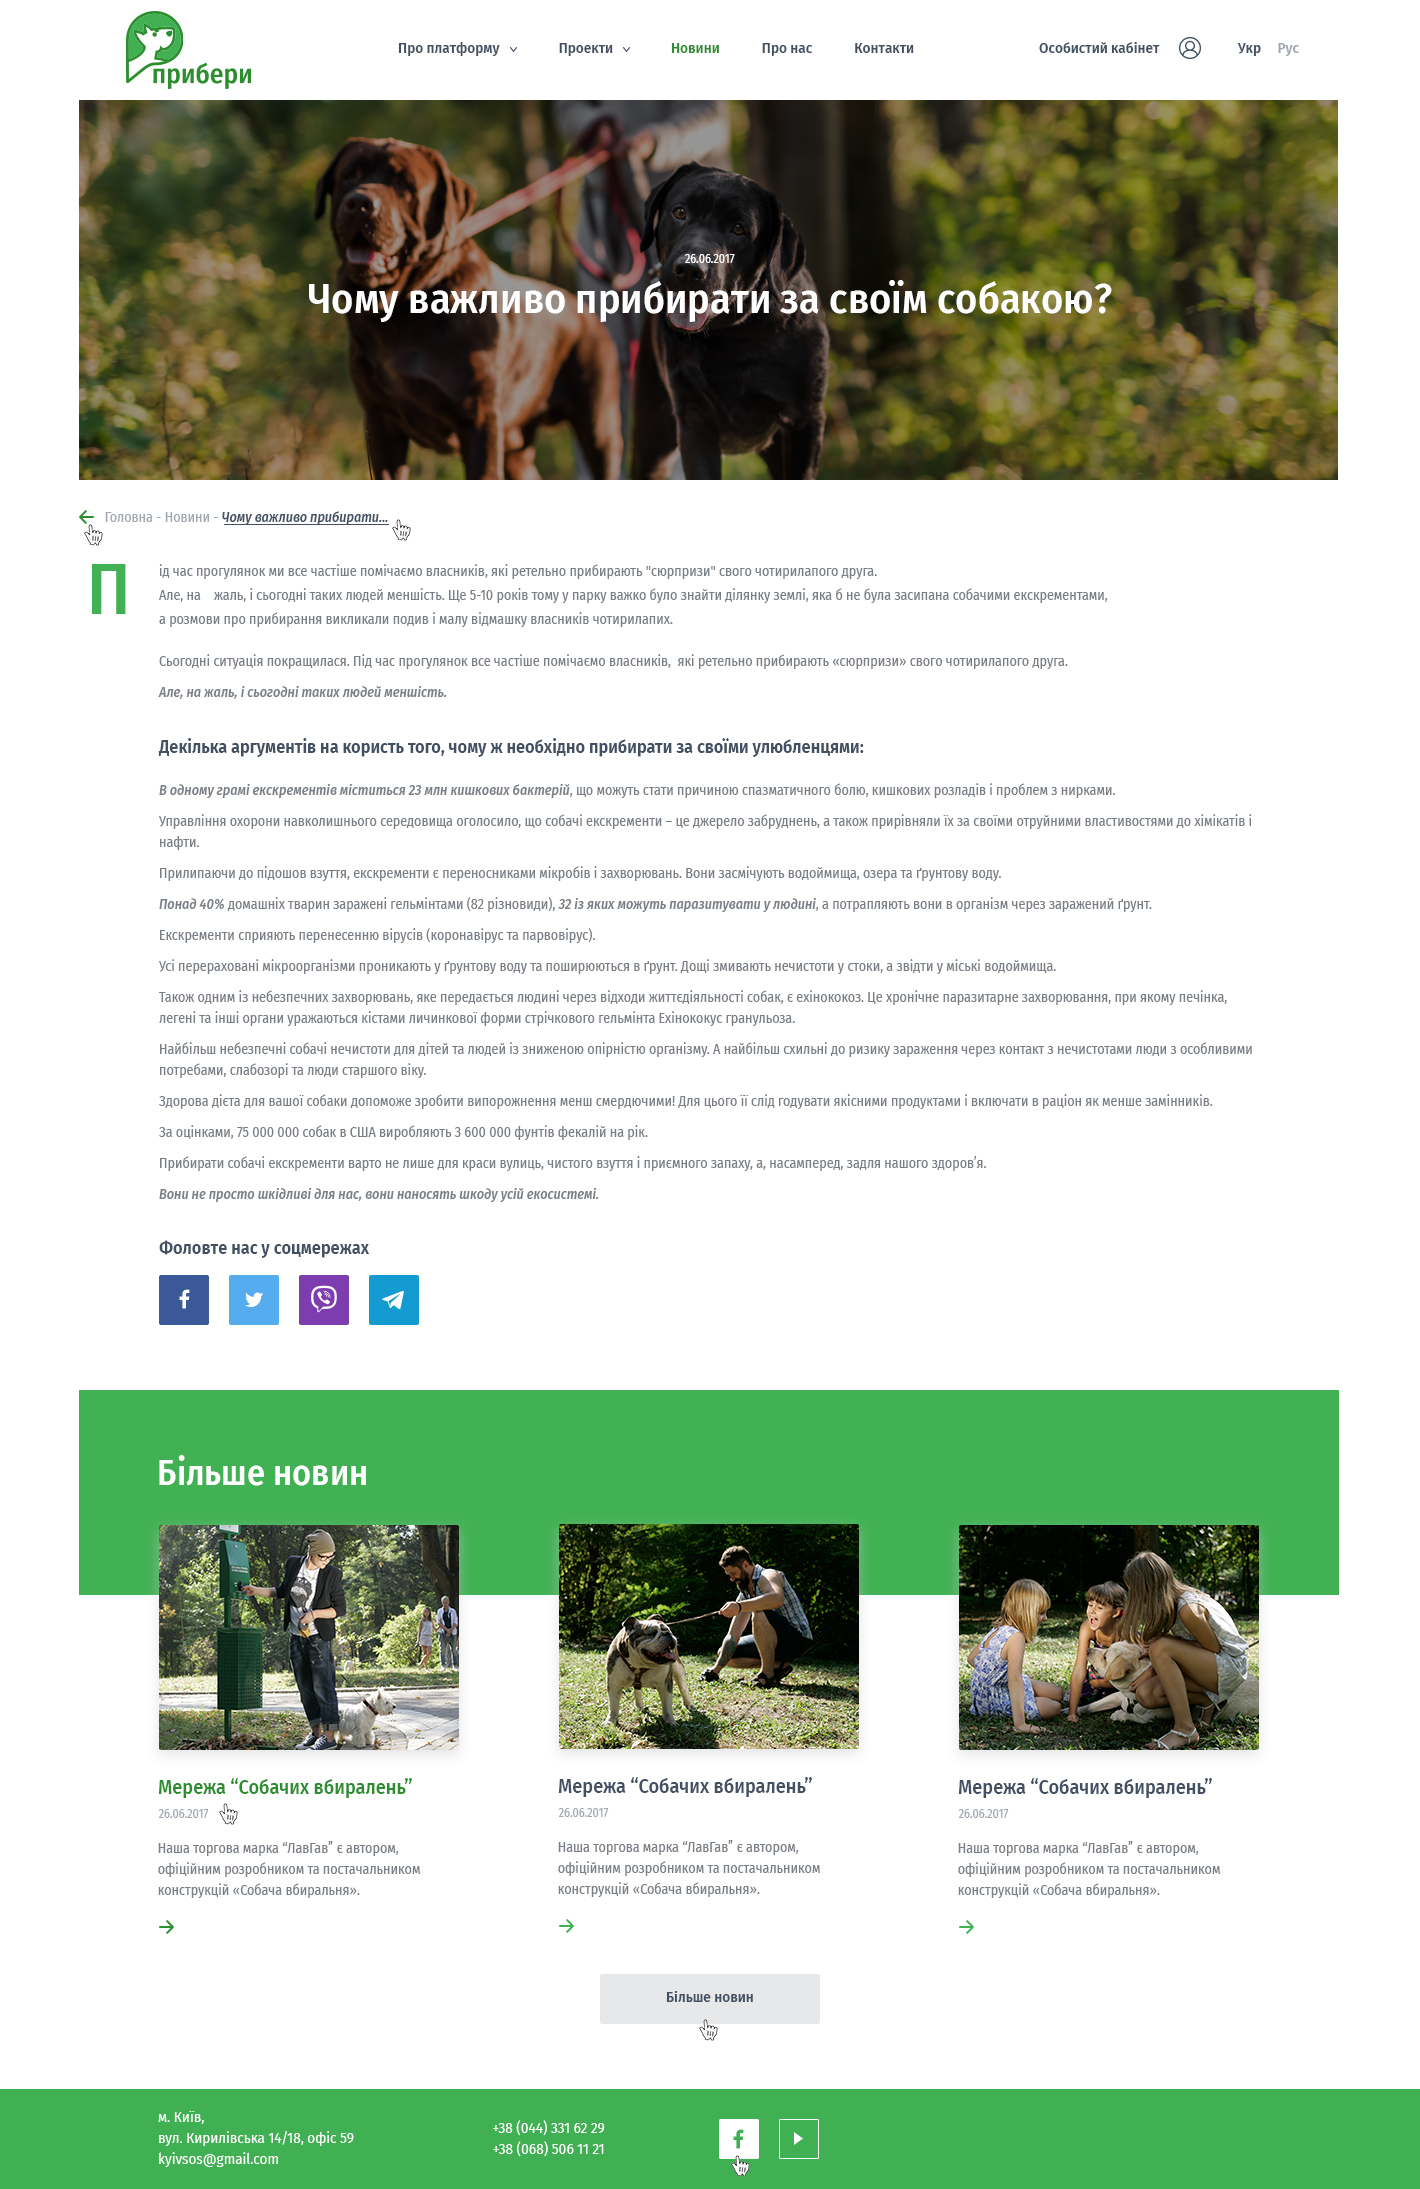 прибери
Про платформу
Проекти
Новини
Про нас
Контакти
Особистий кабінет
Укр Рус
26.06.2017
Чому важливо прибирати за своїм собакою?
Головна - Новини - Чому важливо прибирати...
Під час прогулянок ми все частіше помічаємо власників, які ретельно прибирають "сюрпризи" свого чотирилапого друга.
Але, на жаль, і сьогодні таких людей меншість. Ще 5-10 років тому у парку важко було знайти ділянку землі, яка б не була засипана собачими екскрементами,
а розмови про прибирання викликали подив і малу відмашку власників чотирилапих.
Сьогодні ситуація покращилася. Під час прогулянок все частіше помічаємо власників, які ретельно прибирають «сюрпризи» свого чотирилапого друга.
Але, на жаль, і сьогодні таких людей меншість.
Декілька аргументів на користь того, чому ж необхідно прибирати за своїми улюбленцями:
В одному грамі екскрементів міститься 23 млн кишкових бактерій, що можуть стати причиною спазматичного болю, кишкових розладів і проблем з нирками.
Управління охорони навколишнього середовища оголосило, що собачі екскременти – це джерело забруднень, а також прирівняли їх за своїми отруйними властивостями до хімікатів і
нафти.
Прилипаючи до підошов взуття, екскременти є переносниками мікробів і захворювань. Вони засмічують водоймища, озера та ґрунтову воду.
Понад 40% домашніх тварин заражені гельмінтами (82 різновиди), 32 із яких можуть паразитувати у людині, а потрапляють вони в організм через заражений ґрунт.
Екскременти сприяють перенесенню вірусів (коронавірус та парвовірус).
Усі перераховані мікроорганізми проникають у ґрунтову воду та поширюються в ґрунт. Дощі змивають нечистоти у стоки, а звідти у міські водоймища.
Також одним із небезпечних захворювань, яке передається людині через відходи життєдіяльності собак, є ехінококоз. Це хронічне паразитарне захворювання, при якому печінка,
легені та інші органи уражаються кістами личинкової форми стрічкового гельмінта Ехінококус гранульоза.
Найбільш небезпечні собачі нечистоти для дітей та людей із зниженою опірністю організму. А найбільш схильні до ризику зараження через контакт з нечистотами люди з особливими
потребами, слабозорі та люди старшого віку.
Здорова дієта для вашої собаки допоможе зробити випорожнення менш смердючими! Для цього її слід годувати якісними продуктами і включати в раціон як менше замінників.
За оцінками, 75 000 000 собак в США виробляють 3 600 000 фунтів фекалій на рік.
Прибирати собачі екскременти варто не лише для краси вулиць, чистого взуття і приємного запаху, а, насамперед, задля нашого здоров’я.
Вони не просто шкідливі для нас, вони наносять шкоду усій екосистемі.
Фоловте нас у соцмережах
Більше новин
Мережа “Собачих вбиралень”
26.06.2017
Наша торгова марка “ЛавГав” є автором,
офіційним розробником та постачальником
конструкцій «Собача вбиральня».
Мережа “Собачих вбиралень”
26.06.2017
Наша торгова марка “ЛавГав” є автором,
офіційним розробником та постачальником
конструкцій «Собача вбиральня».
Мережа “Собачих вбиралень”
26.06.2017
Наша торгова марка “ЛавГав” є автором,
офіційним розробником та постачальником
конструкцій «Собача вбиральня».
Більше новин
м. Київ,
вул. Кирилівська 14/18, офіс 59
kyivsos@gmail.com
+38 (044) 331 62 29
+38 (068) 506 11 21